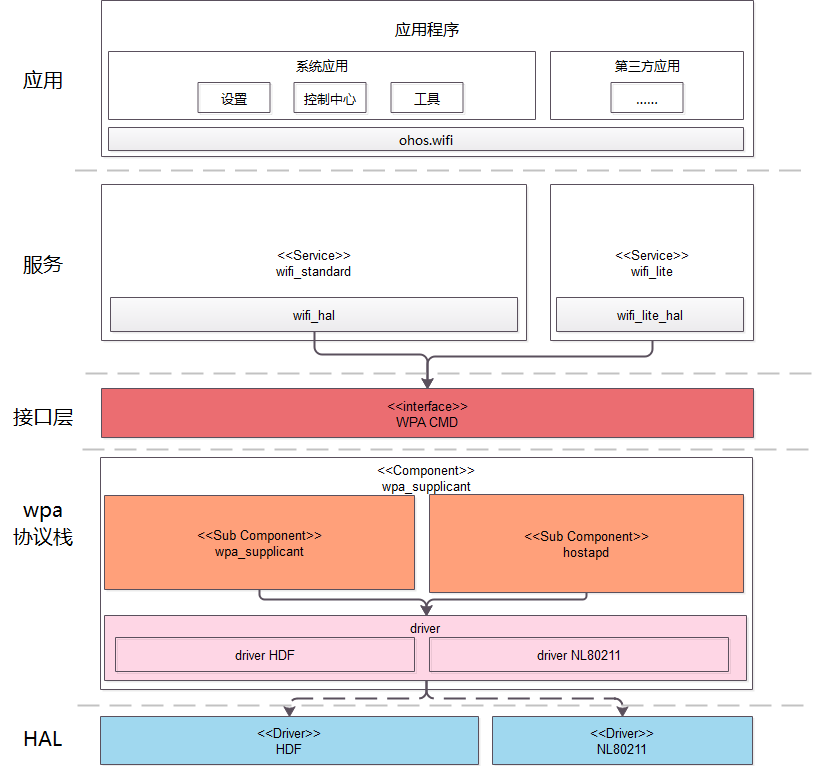 应用
应用程序
系统应用
设置
控制中心
工具
第三方应用
......
ohos.wifi
服务
<<Service>>
wifi_standard
wifi_hal
<<Service>>
wifi_lite
wifi_lite_hal
接口层
<<interface>>
WPA CMD
wpa
协议栈
<<Component>>
wpa_supplicant
<<Sub Component>>
wpa_supplicant
<<Sub Component>>
hostapd
driver
driver HDF
driver NL80211
HAL
<<Driver>>
HDF
<<Driver>>
NL80211